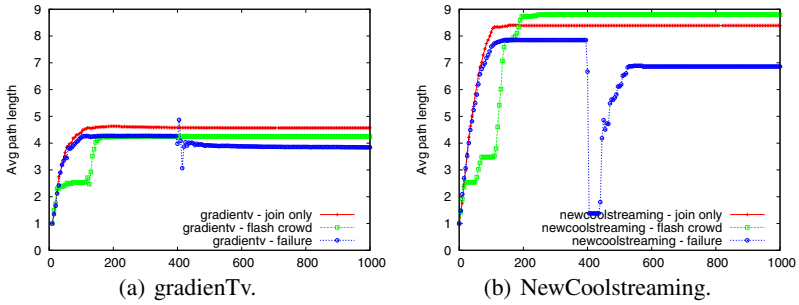 9
8
7
6
5
4
3
2
1
0
Avg path length
gradientv - join only
gradientv - flash crowd
gradientv - failure
0 200 400 600 800 1000
(a) gradienTv.
9
8
7
6
5
4
3
2
1
0
Avg path length
newcoolstreaming - join only
newcoolstreaming - flash crowd
newcoolstreaming - failure
0 200 400 600 800 1000
(b) NewCoolstreaming.